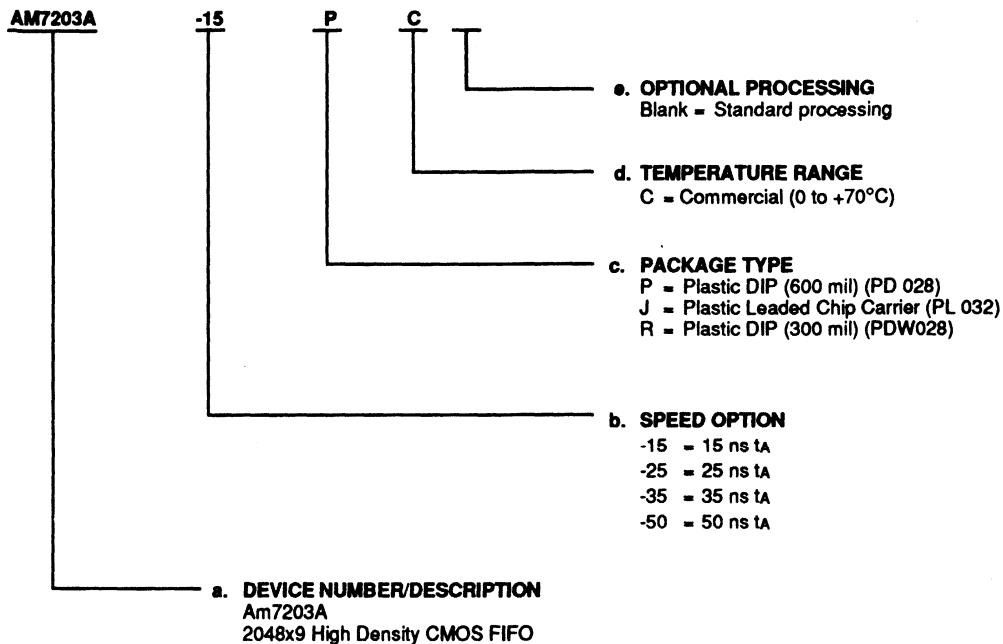 AM7203A -15 P C
e. OPTIONAL PROCESSING
Blank = Standard processing
d. TEMPERATURE RANGE
C = Commercial (0 to +70°C)
c. PACKAGE TYPE
P = Plastic DIP (600 mil) (PD 028)
J = Plastic Leaded Chip Carrier (PL 032)
R = Plastic DIP (300 mil) (PDW028)
b. SPEED OPTION
-15 = 15 ns tA
-25 = 25 ns tA
-35 = 35 ns tA
-50 = 50 ns tA
a. DEVICE NUMBER/DESCRIPTION
Am7203A
2048x9 High Density CMOS FIFO